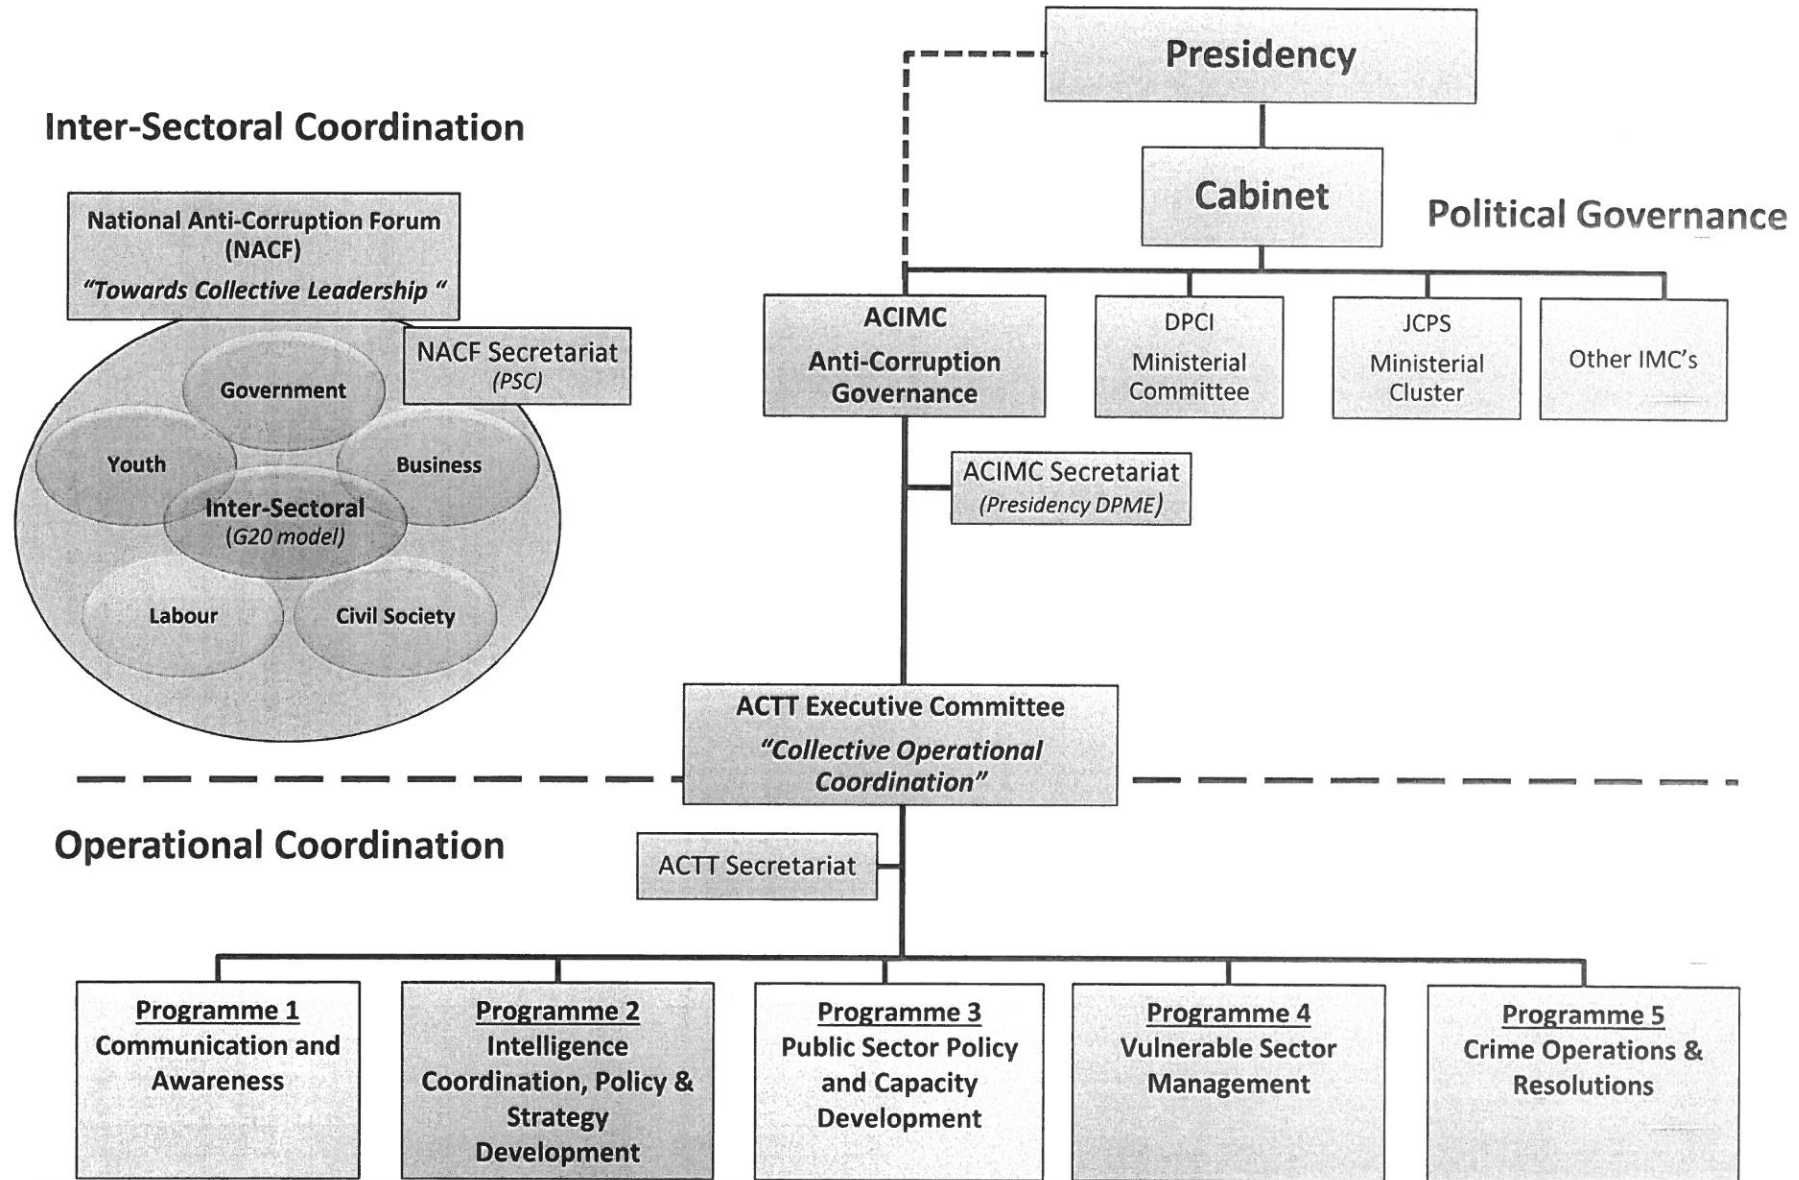 Presidency
Inter-Sectoral Coordination
Cabinet
Political Governance
National Anti-Corruption Forum
(NACF)
“Towards Collective Leadership “
NACF Secretariat
(PSC)
Government
Youth
Business
Inter-Sectoral
(G20 model)
Labour
Civil Society
ACIMC
Anti-Corruption
Governance
DPCI
Ministerial
Committee
JCPS
Ministerial
Cluster
Other IMC's
ACIMC Secretariat
(Presidency DPME)
ACTT Executive Committee
“Collective Operational
Coordination”
Operational Coordination
ACTT Secretariat
Programme 1
Communication and
Awareness
Programme 2
Intelligence
Coordination, Policy &
Strategy
Development
Programme 3
Public Sector Policy
and Capacity
Development
Programme 4
Vulnerable Sector
Management
Programme 5
Crime Operations &
Resolutions